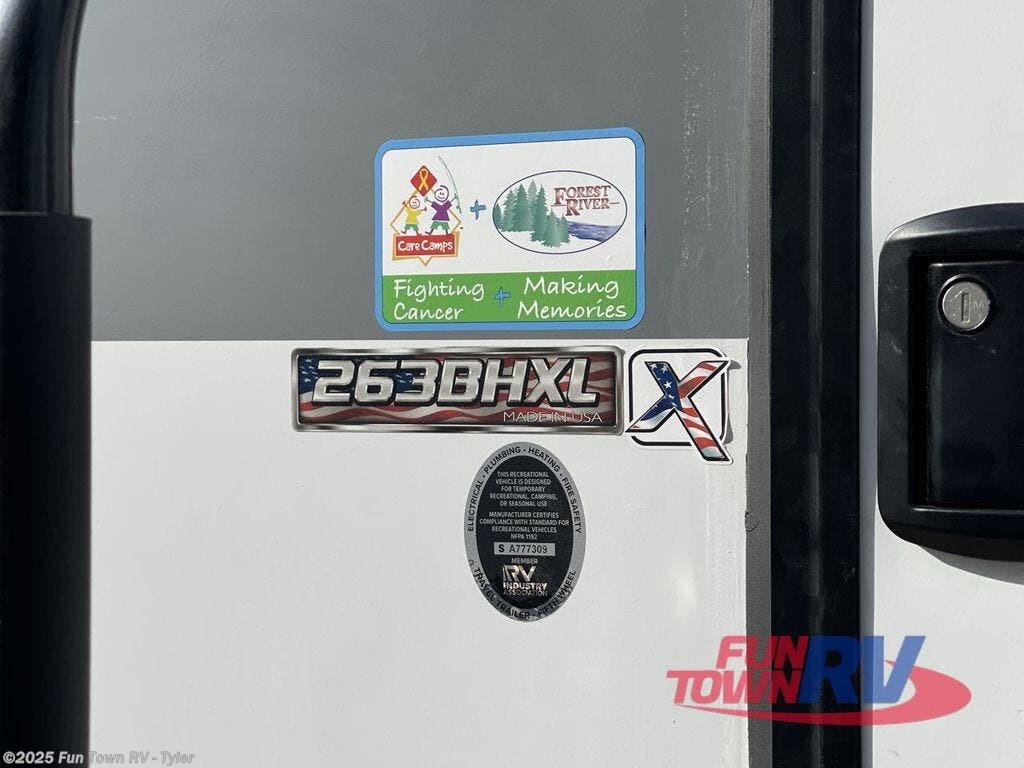 Care Camps
FOREST
RIVER
Fighting Making
Cancer + Memories
263BHXL
MADE IN USA
X
ELECTRICAL • PLUMBING • HEATING • FIRE SAFETY
THIS RECREATIONAL
VEHICLE IS DESIGNED
FOR TEMPORARY
RECREATIONAL, CAMPING,
OR SEASONAL USE
MANUFACTURER CERTIFIES
COMPLIANCE WITH STANDARD FOR
RECREATIONAL VEHICLES
NFPA 1192
S A777309
MEMBER
RV
INDUSTRY
ASSOCIATION
TRAVEL TRAILER - FIFTH WHEEL
FUN
TOWN RV
©2025 Fun Town RV - Tyler